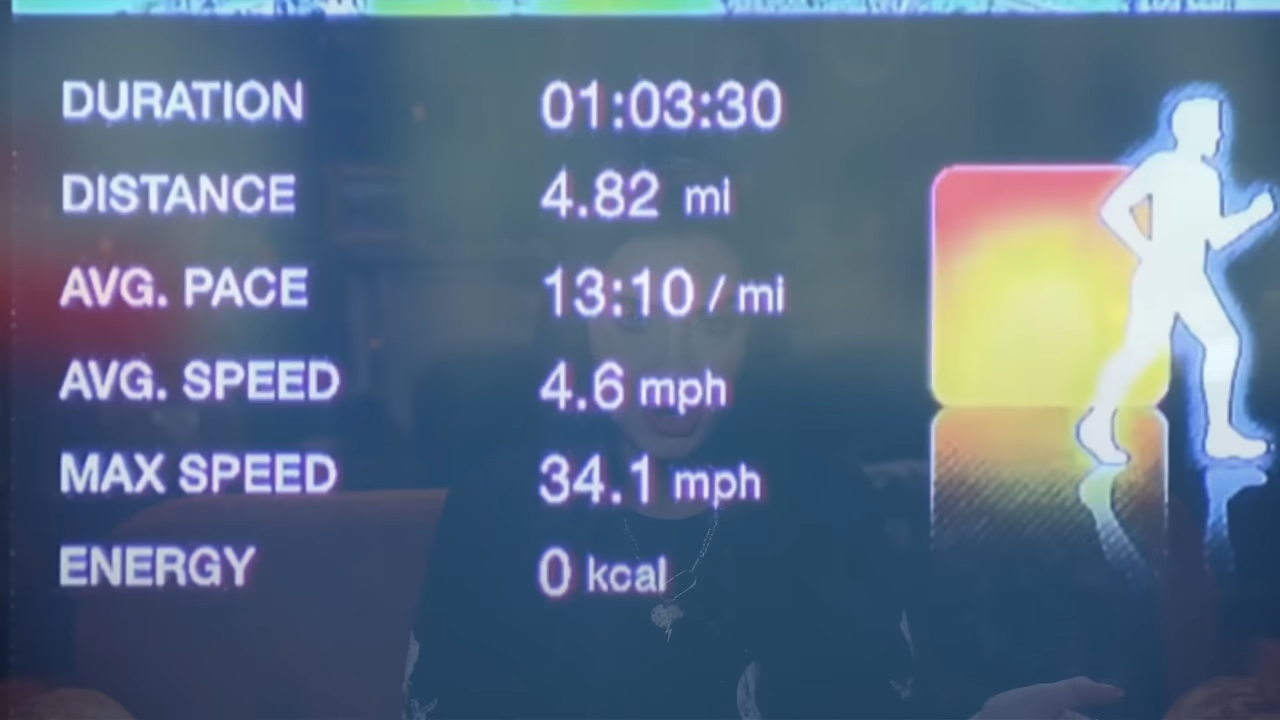 DURATION 01:03:30
DISTANCE 4.82 mi
AVG. PACE 13:10 / mi
AVG. SPEED 4.6 mph
MAX SPEED 34.1 mph
ENERGY 0 kcal